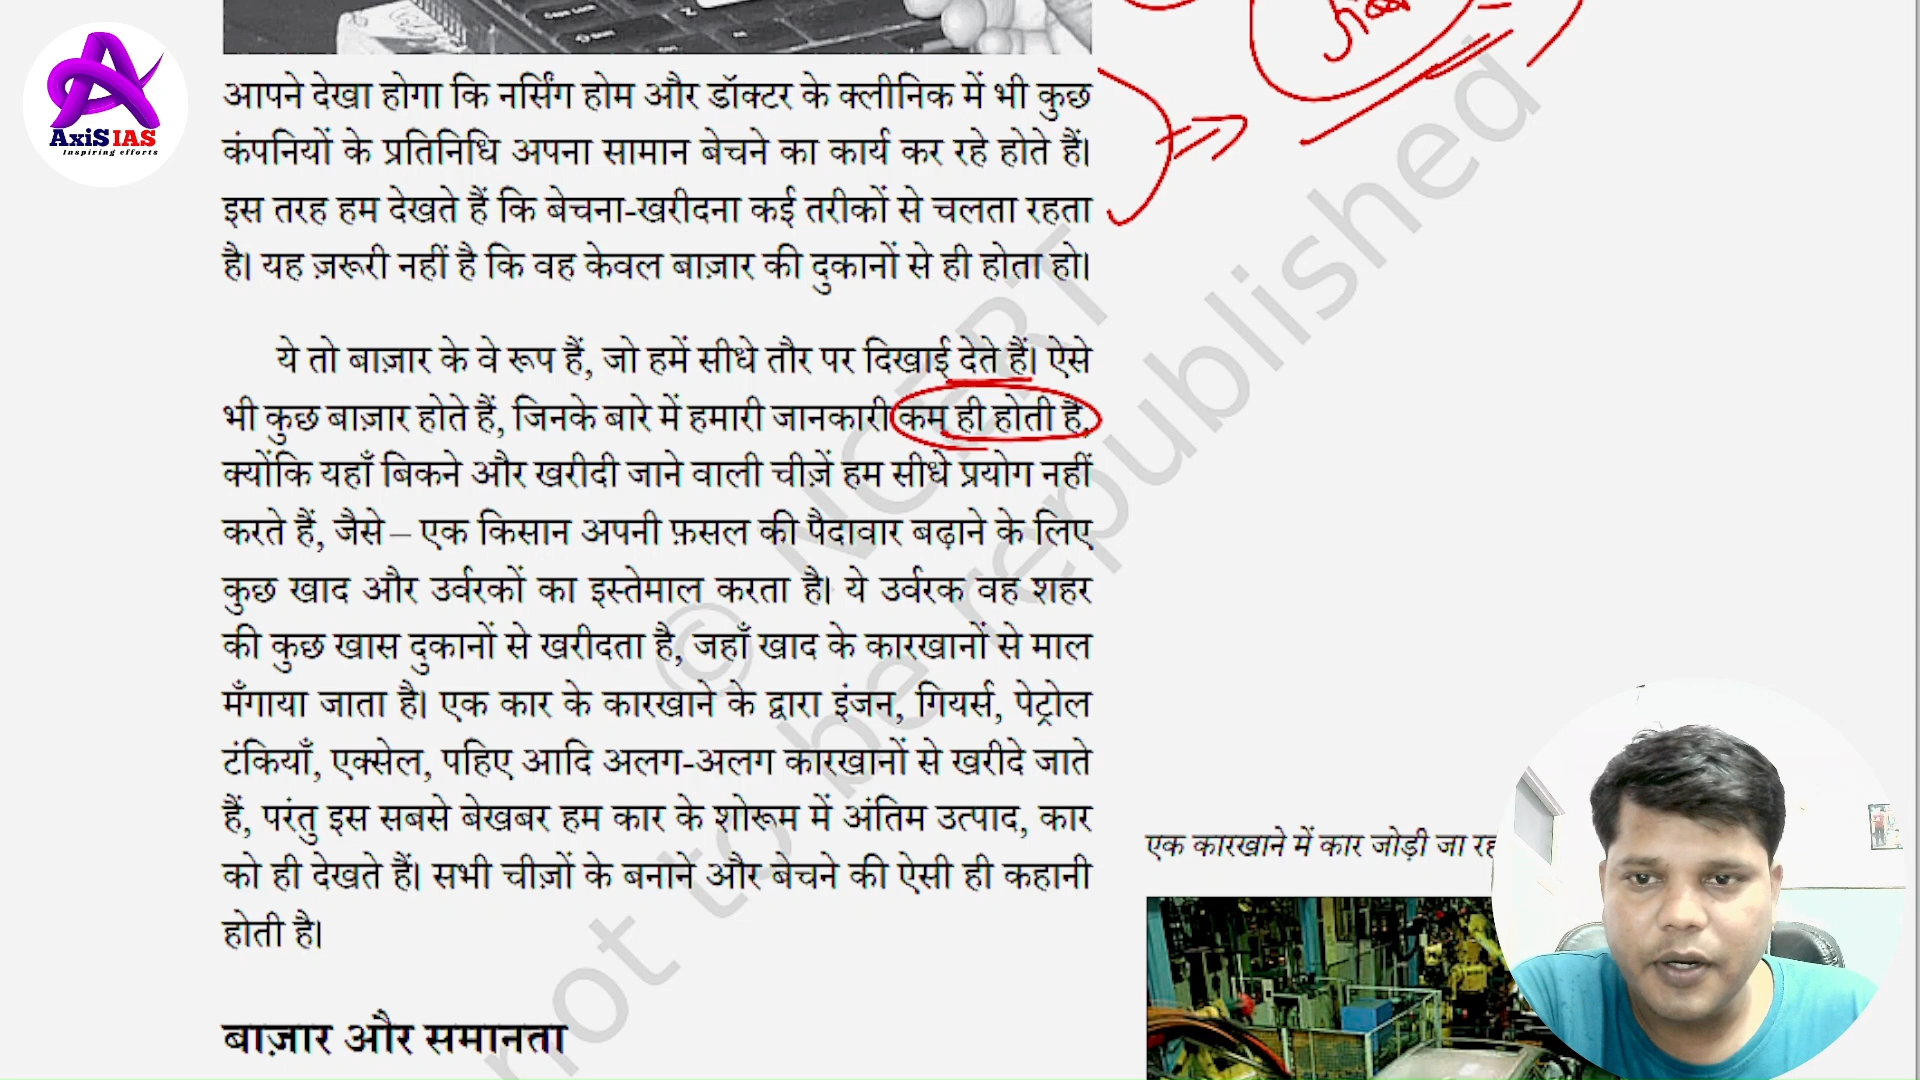 AxiS IAS
Inspiring efforts
आपने देखा होगा कि नर्सिंग होम और डॉक्टर के क्लीनिक में भी कुछ
कंपनियों के प्रतिनिधि अपना सामान बेचने का कार्य कर रहे होते हैं।
इस तरह हम देखते हैं कि बेचना-खरीदना कई तरीकों से चलता रहता
है। यह ज़रूरी नहीं है कि वह केवल बाज़ार की दुकानों से ही होता हो।
ये तो बाज़ार के वे रूप हैं, जो हमें सीधे तौर पर दिखाई देते हैं। ऐसे
भी कुछ बाज़ार होते हैं, जिनके बारे में हमारी जानकारी कम ही होती है,
क्योंकि यहाँ बिकने और खरीदी जाने वाली चीज़ें हम सीधे प्रयोग नहीं
करते हैं, जैसे – एक किसान अपनी फ़सल की पैदावार बढ़ाने के लिए
कुछ खाद और उर्वरकों का इस्तेमाल करता है। ये उर्वरक वह शहर
की कुछ खास दुकानों से खरीदता है, जहाँ खाद के कारखानों से माल
मँगाया जाता है। एक कार के कारखाने के द्वारा इंजन, गियर्स, पेट्रोल
टंकियाँ, एक्सेल, पहिए आदि अलग-अलग कारखानों से खरीदे जाते
हैं, परंतु इस सबसे बेखबर हम कार के शोरूम में अंतिम उत्पाद, कार
को ही देखते हैं। सभी चीज़ों के बनाने और बेचने की ऐसी ही कहानी
होती है।
एक कारखाने में कार जोड़ी जा
बाज़ार और समानता
© NCERT
not to be republished